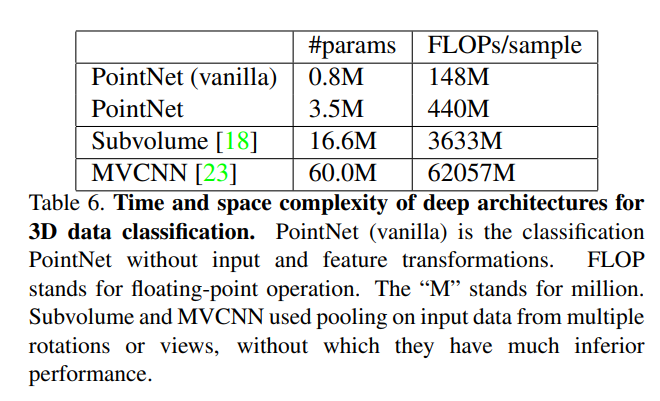 #params FLOPs/sample
PointNet (vanilla) 0.8M 148M
PointNet 3.5M 440M
Subvolume [18] 16.6M 3633M
MVCNN [23] 60.0M 62057M
Table 6. Time and space complexity of deep architectures for
3D data classification. PointNet (vanilla) is the classification
PointNet without input and feature transformations. FLOP
stands for floating-point operation. The “M” stands for million.
Subvolume and MVCNN used pooling on input data from multiple
rotations or views, without which they have much inferior
performance.